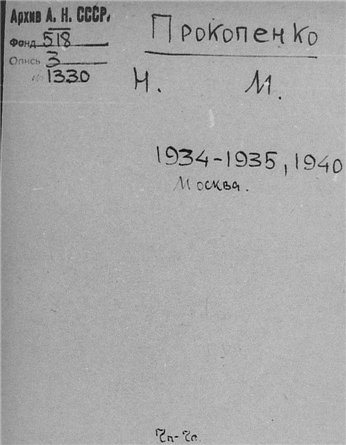 Архив А. Н. СССР,
Фонд 518
Опись 3
№ 1330
Прокопенко
Н. М.
1934-1935, 1940
Москва.